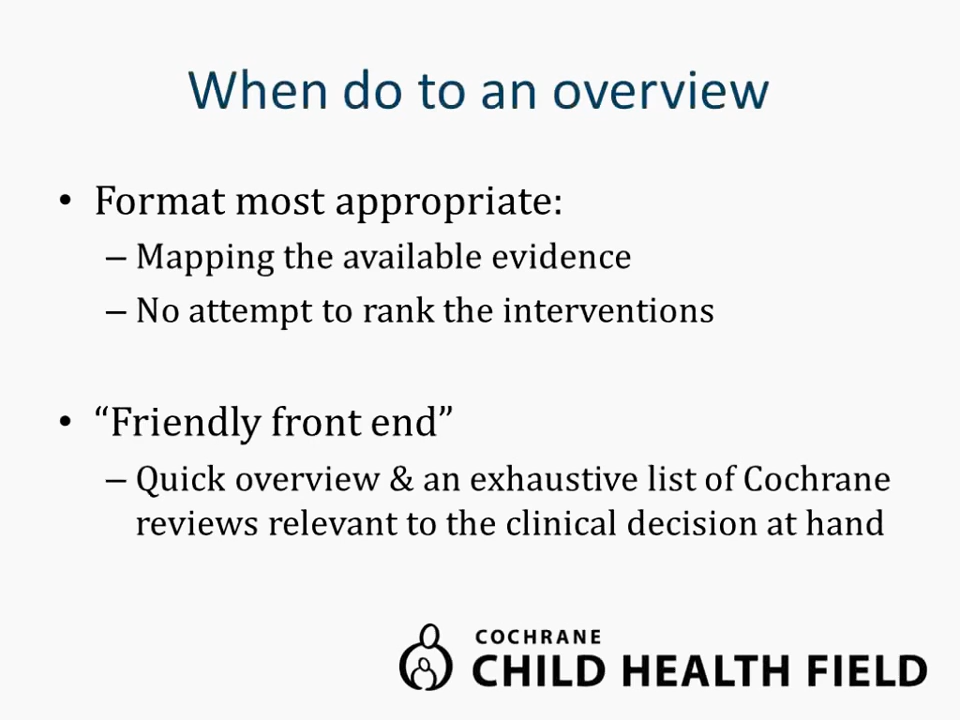 When do to an overview
• Format most appropriate:
– Mapping the available evidence
– No attempt to rank the interventions
• “Friendly front end”
– Quick overview & an exhaustive list of Cochrane
reviews relevant to the clinical decision at hand
COCHRANE
CHILD HEALTH FIELD